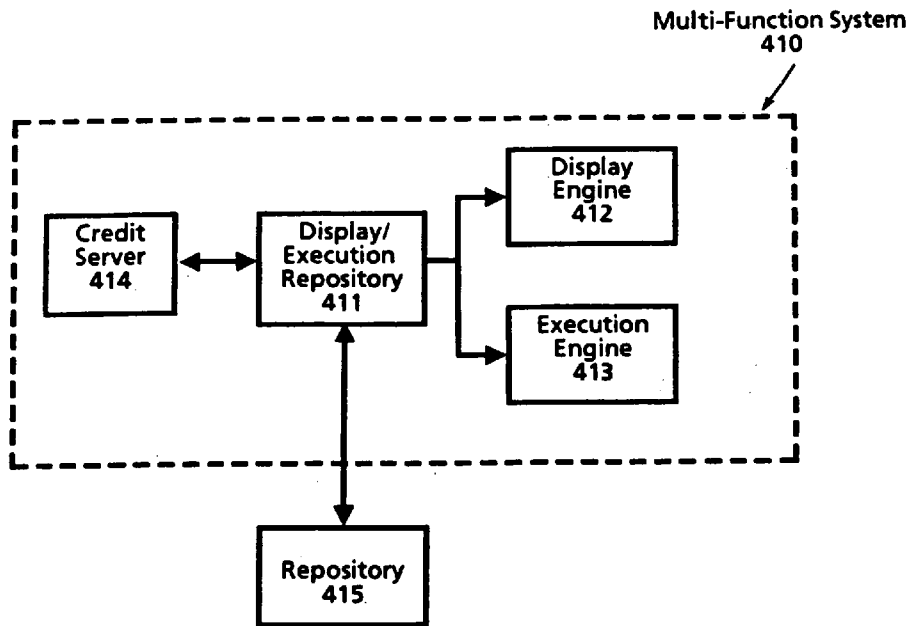 Multi-Function System
410
Display
Engine
412
Credit
Server
414
Display/
Execution
Repository
411
Execution
Engine
413
Repository
415